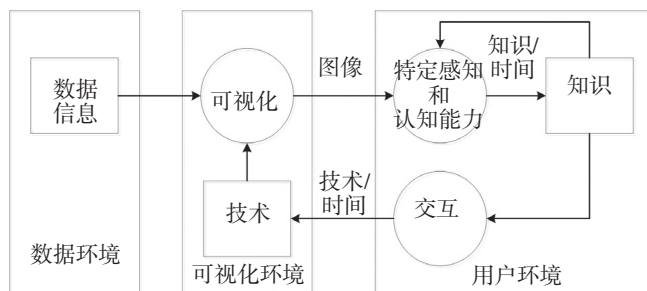 数据
信息
数据环境
可视化
技术
可视化环境
图像
技术/
时间
特定感知
和
认知能力
知识/
时间
知识
交互
用户环境